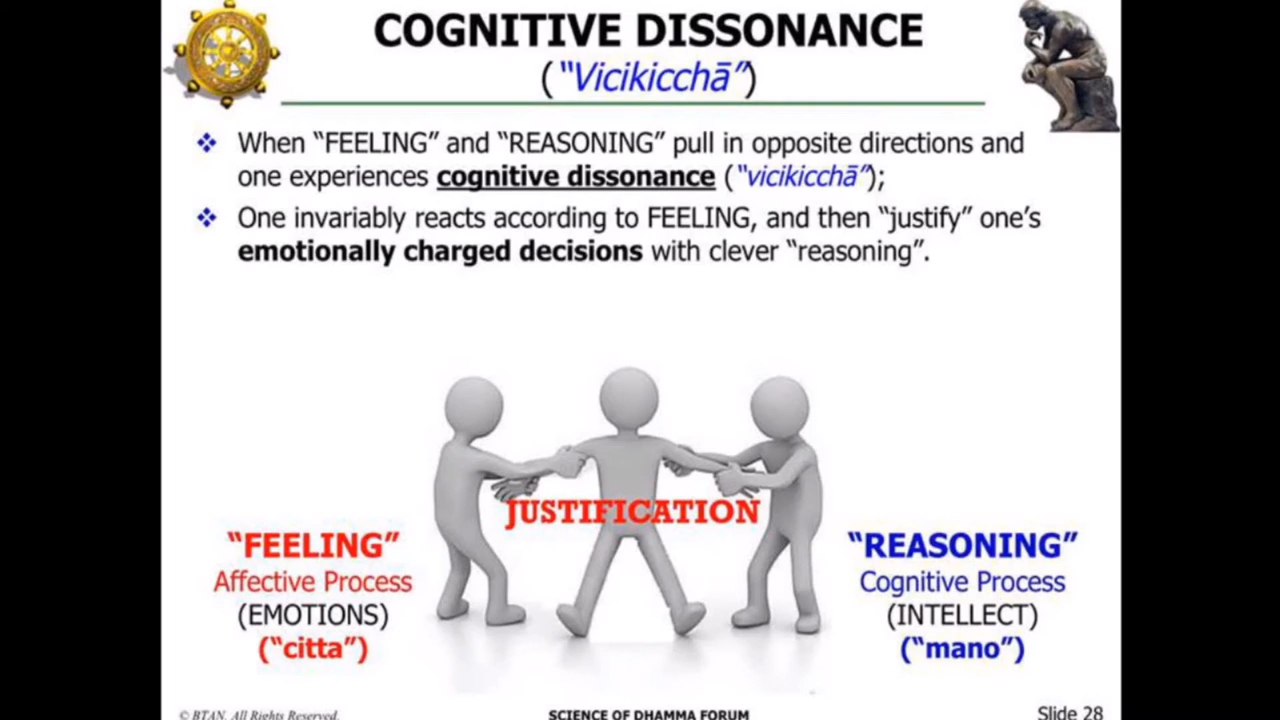 COGNITIVE DISSONANCE
("Vicikicchā")
When “FEELING” and “REASONING” pull in opposite directions and
one experiences cognitive dissonance (“vicikicchā”);
One invariably reacts according to FEELING, and then “justify” one’s
emotionally charged decisions with clever “reasoning”.
JUSTIFICATION
“FEELING”
Affective Process
(EMOTIONS)
(“citta”)
“REASONING”
Cognitive Process
(INTELLECT)
(“mano”)
© BTAN. All Rights Reserved.
SCIENCE OF DHAMMA FORUM
Slide 28